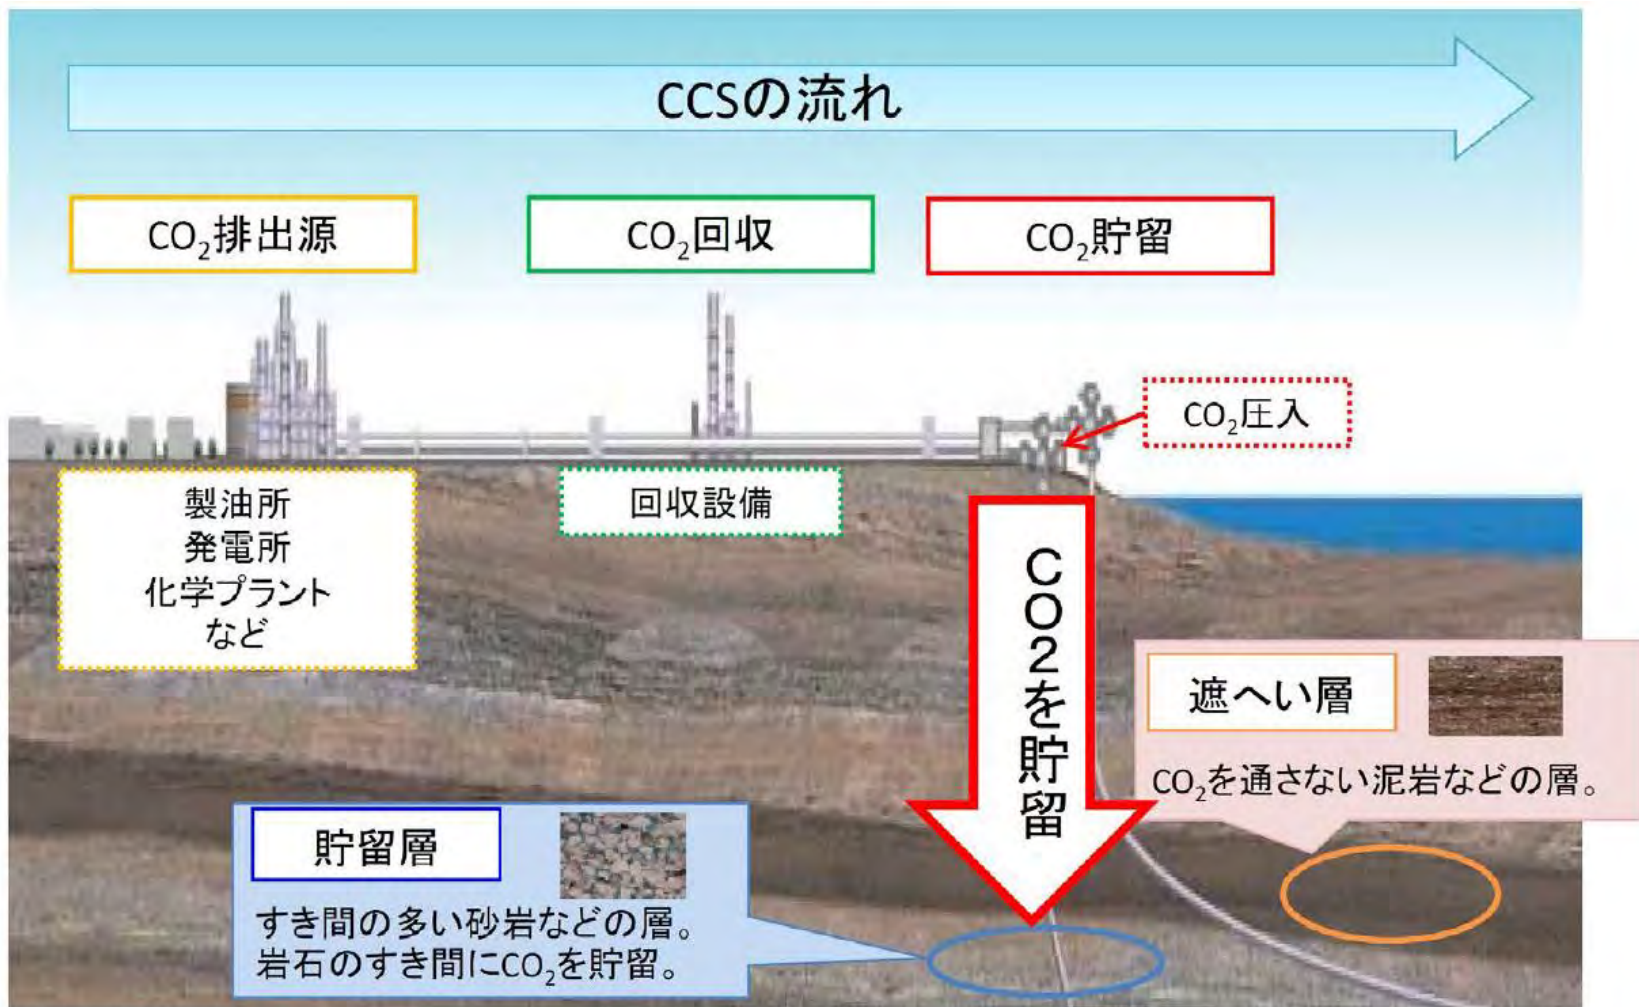 CCSの流れ
CO₂排出源
CO₂回収
CO₂貯留
CO₂圧入
製油所
発電所
化学プラント
など
回収設備
CO2を貯留
遮へい層
CO₂を通さない泥岩などの層。
貯留層
すき間の多い砂岩などの層。
岩石のすき間にCO₂を貯留。